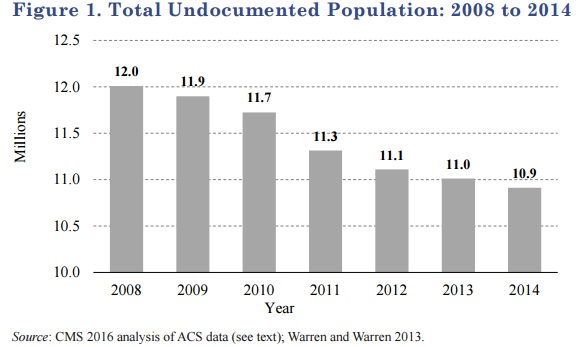 Figure 1. Total Undocumented Population: 2008 to 2014
12.5
12.0
11.5
11.0
10.5
10.0
Millions
12.0
11.9
11.7
11.3
11.1
11.0
10.9
2008 2009 2010 2011 2012 2013 2014
Year
Source: CMS 2016 analysis of ACS data (see text); Warren and Warren 2013.